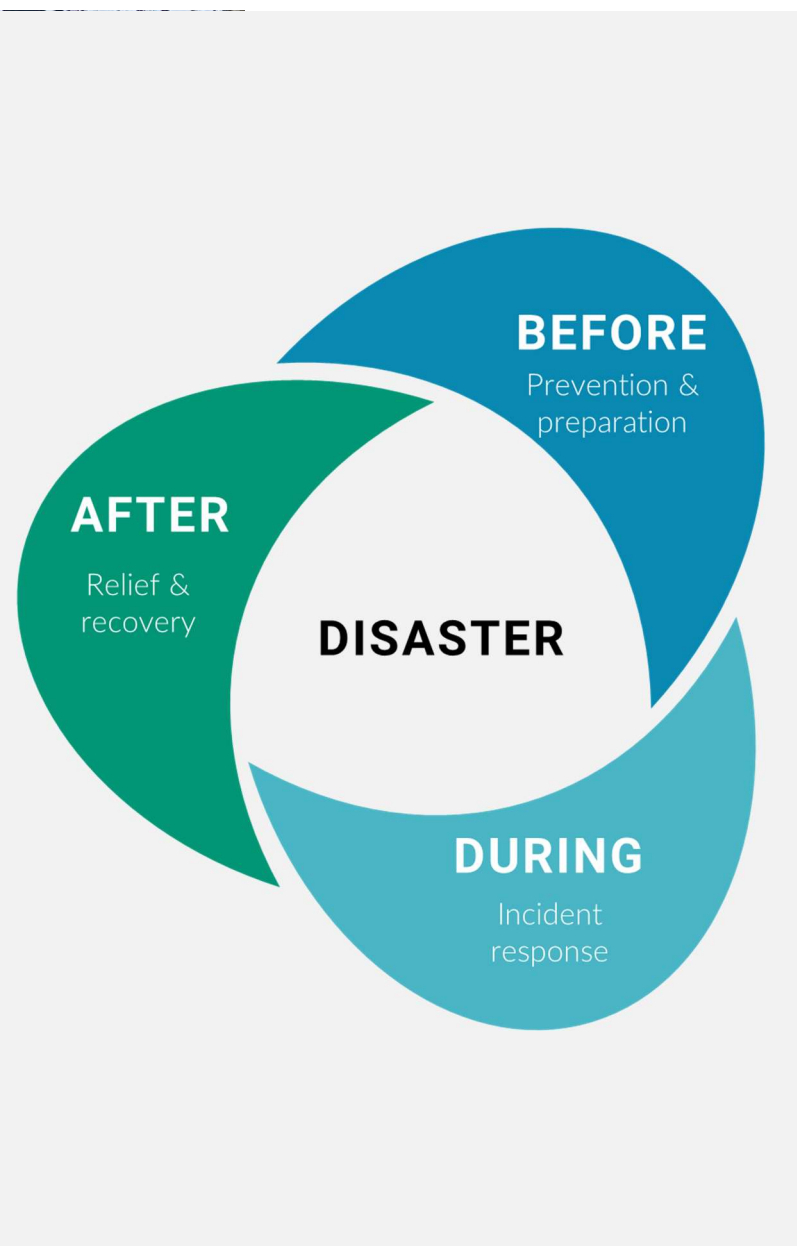 BEFORE
Prevention &
preparation
AFTER
Relief &
recovery
DISASTER
DURING
Incident
response